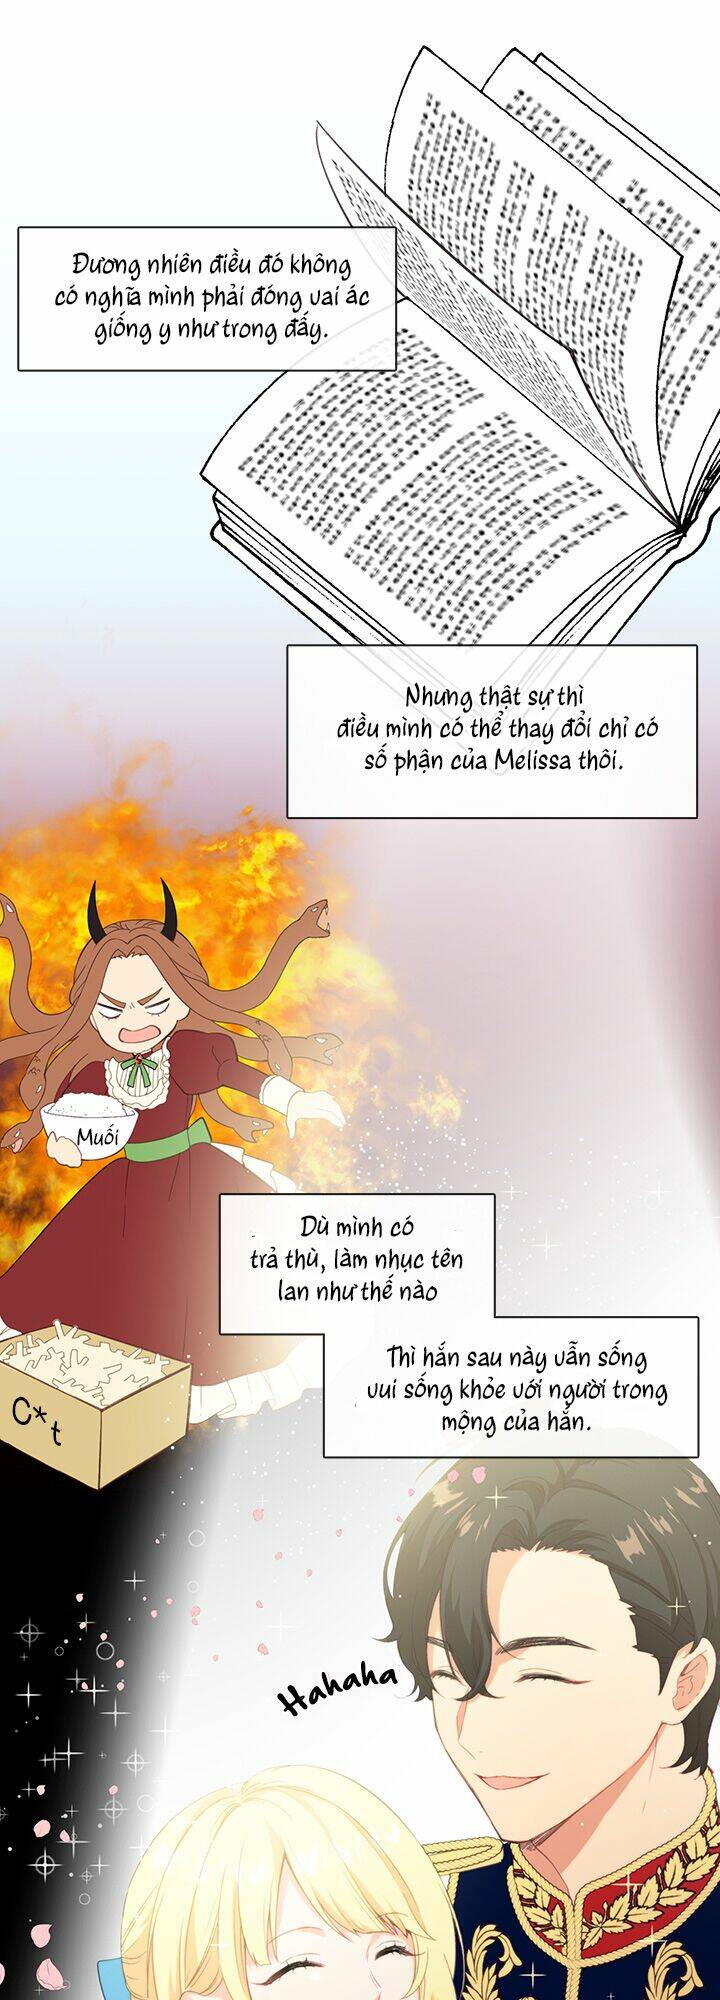 Đương nhiên điều đó không
có nghĩa mình phải đóng vai ác
giống y như trong đấy.
Nhưng thật sự thì
điều mình có thể thay đổi chỉ có
số phận của Melissa thôi.
Muối
Dù mình có
trả thù, làm nhục tên
lan như thế nào
C*t
Thì hắn sau này vẫn sống
vui sống khỏe với người trong
mộng của hắn.
Hahaha